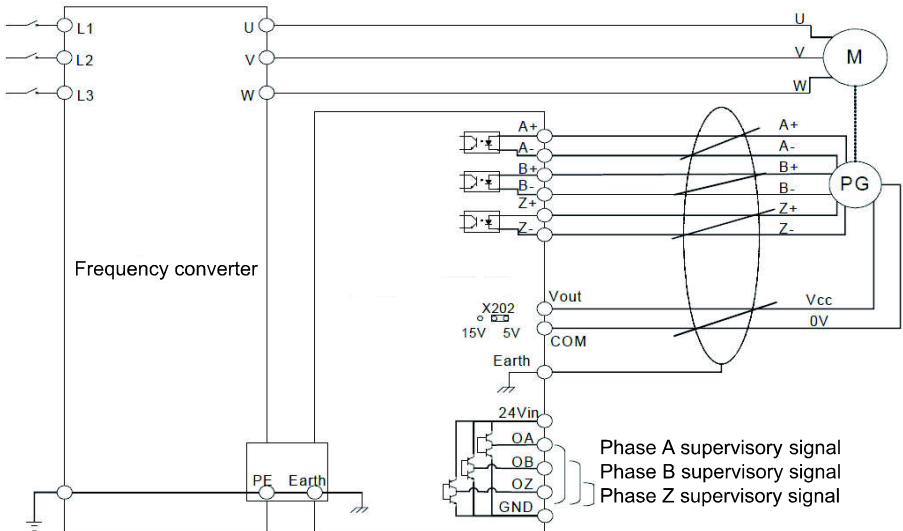 L1
U
U
L2
V
V
M
L3
W
W
A+
A+
A-
A-
B+
B+
B-
B-
PG
Z+
Z+
Z-
Z-
Frequency converter
Vout
Vcc
X202
0V
15V 5V
COM
Earth
24Vin
OA
Phase A supervisory signal
OB
Phase B supervisory signal
PE Earth
OZ
Phase Z supervisory signal
GND